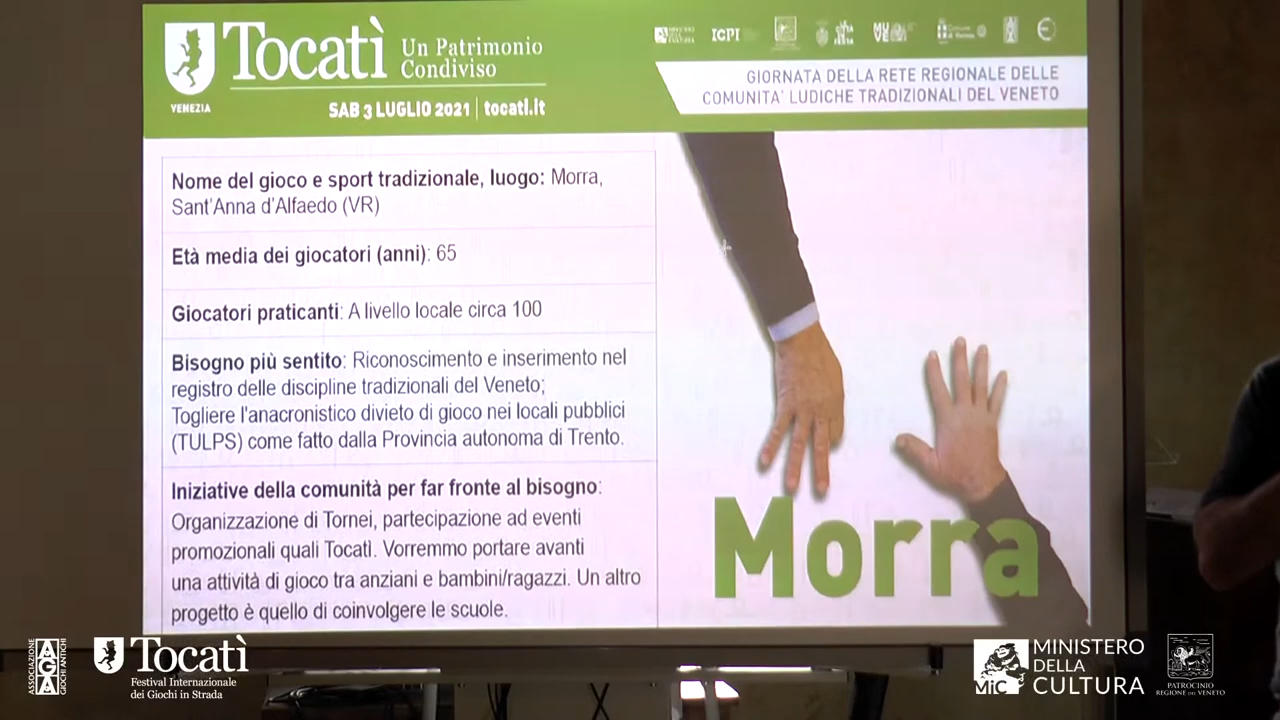 Tocatì
Un Patrimonio
Condiviso
VENEZIA
SAB 3 LUGLIO 2021 | tocatì.it
ICPI
GIORNATA DELLA RETE REGIONALE DELLE
COMUNITA' LUDICHE TRADIZIONALI DEL VENETO
Nome del gioco e sport tradizionale, luogo: Morra,
Sant'Anna d'Alfaedo (VR)
Età media dei giocatori (anni): 65
Giocatori praticanti: A livello locale circa 100
Bisogno più sentito: Riconoscimento e inserimento nel
registro delle discipline tradizionali del Veneto;
Togliere l'anacronistico divieto di gioco nei locali pubblici
(TULPS) come fatto dalla Provincia autonoma di Trento.
Iniziative della comunità per far fronte al bisogno:
Organizzazione di Tornei, partecipazione ad eventi
promozionali quali Tocatì. Vorremmo portare avanti
una attività di gioco tra anziani e bambini/ragazzi. Un altro
progetto è quello di coinvolgere le scuole.
Morra
ASSOCIAZIONE
AGA
GIOCHI ANTICHI
Tocatì
Festival Internazionale
dei Giochi in Strada
MiC
MINISTERO
DELLA
CULTURA
PATROCINIO
REGIONE DEL VENETO